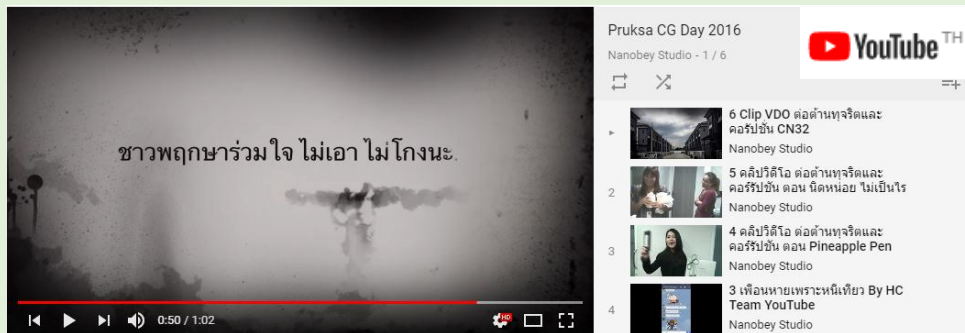 ชาวพฤกษาร่วมใจ ไม่เอา ไม่โกงนะ
0:50 / 1:02
HD
Pruksa CG Day 2016
Nanobey Studio - 1 / 6
YouTube TH
6 Clip VDO ต่อต้านทุจริตและ
คอรัปชั่น CN32
Nanobey Studio
2
5 คลิปวิดีโอ ต่อต้านทุจริตและ
คอร์รัปชัน ตอน นิดหน่อย ไม่เป็นไร
Nanobey Studio
3
4 คลิปวิดีโอ ต่อต้านทุจริตและ
คอร์รัปชัน ตอน Pineapple Pen
Nanobey Studio
4
3 เพื่อนหายเพราะหนีเที่ยว By HC
Team YouTube
Nanobey Studio